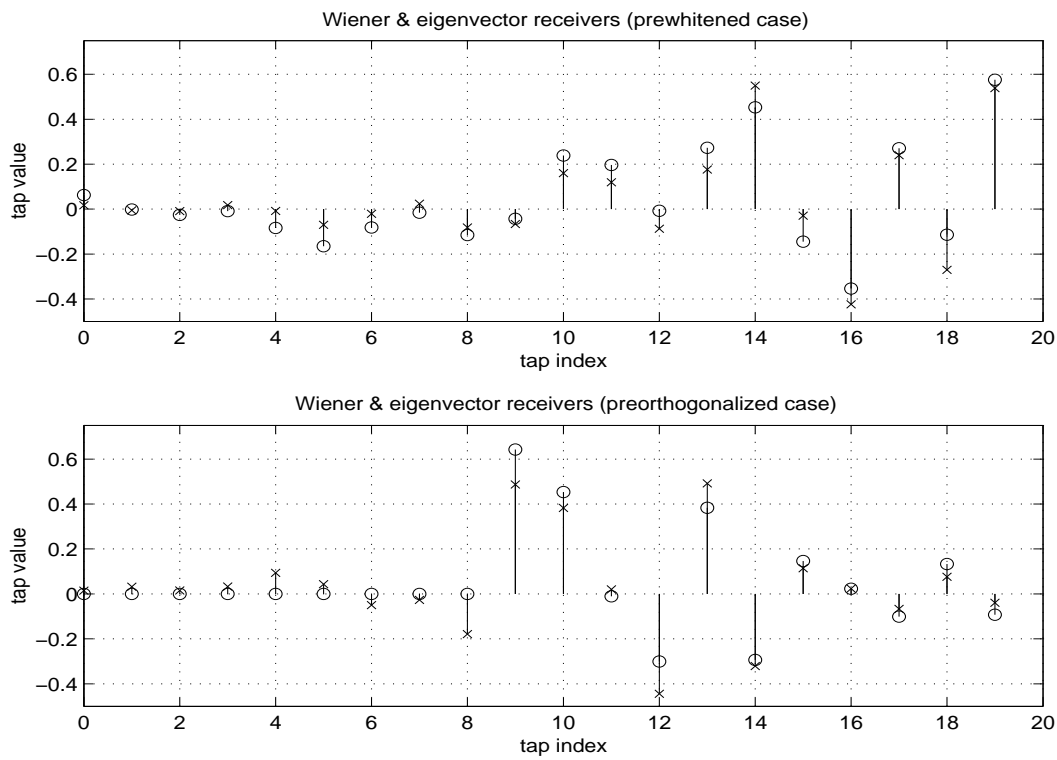 Wiener & eigenvector receivers (prewhitened case)
0.6
0.4
0.2
0
−0.2
−0.4
tap value
0 2 4 6 8 10 12 14 16 18 20
tap index
Wiener & eigenvector receivers (preorthogonalized case)
0.6
0.4
0.2
0
−0.2
−0.4
tap value
0 2 4 6 8 10 12 14 16 18 20
tap index